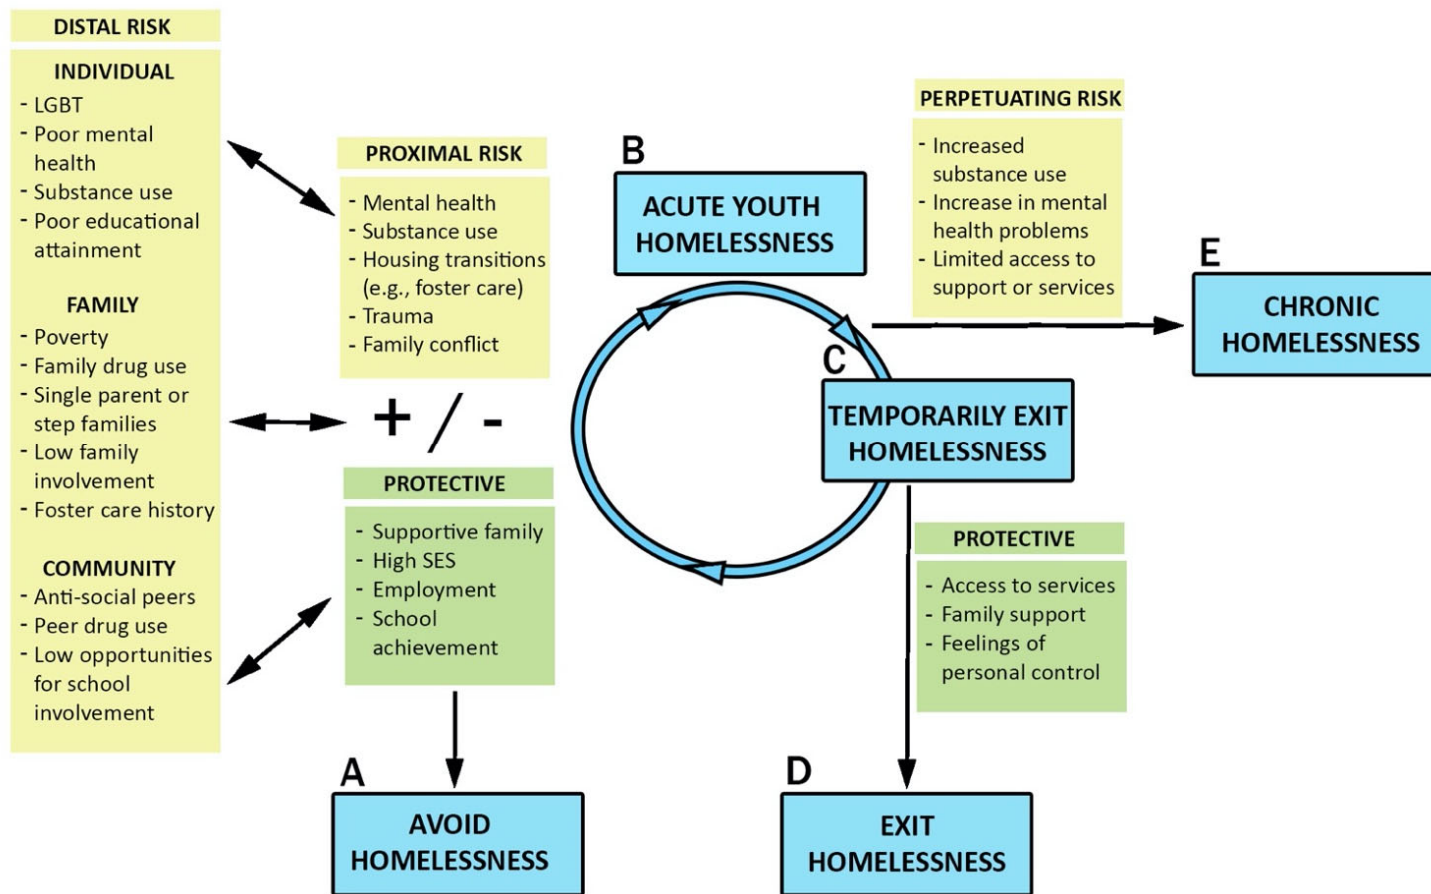 DISTAL RISK
INDIVIDUAL
- LGBT
- Poor mental
health
- Substance use
- Poor educational
attainment
FAMILY
- Poverty
- Family drug use
- Single parent or
step families
- Low family
involvement
- Foster care history
COMMUNITY
- Anti-social peers
- Peer drug use
- Low opportunities
for school
involvement
PROXIMAL RISK
- Mental health
- Substance use
- Housing transitions
(e.g., foster care)
- Trauma
- Family conflict
+ / -
PROTECTIVE
- Supportive family
- High SES
- Employment
- School
achievement
A
AVOID
HOMELESSNESS
B
ACUTE YOUTH
HOMELESSNESS
C
TEMPORARILY EXIT
HOMELESSNESS
PERPETUATING RISK
- Increased
substance use
- Increase in mental
health problems
- Limited access to
support or services
E
CHRONIC
HOMELESSNESS
PROTECTIVE
- Access to services
- Family support
- Feelings of
personal control
D
EXIT
HOMELESSNESS